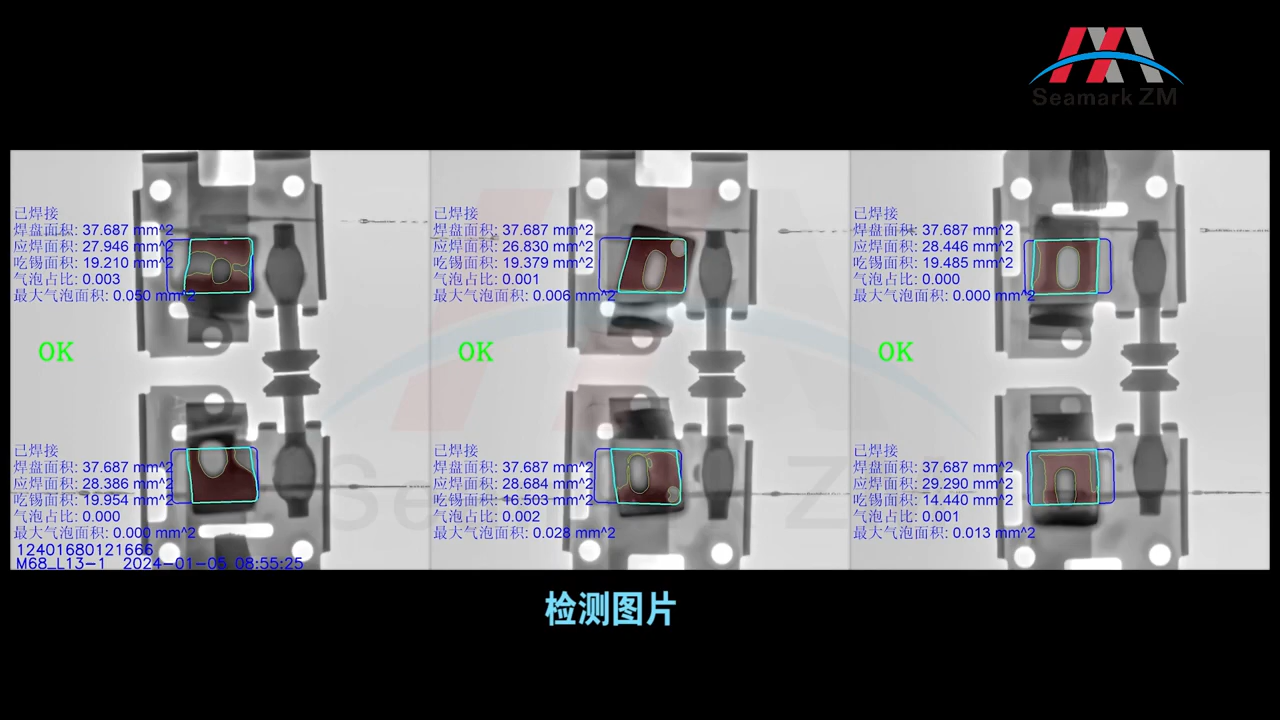 Seamark ZM
已焊接
焊盘面积: 37.687 mm^2
应焊面积: 27.946 mm^2
吃锡面积: 19.210 mm^2
气泡占比: 0.003
最大气泡面积: 0.050 mm^2
OK
已焊接
焊盘面积: 37.687 mm^2
应焊面积: 26.830 mm^2
吃锡面积: 19.379 mm^2
气泡占比: 0.001
最大气泡面积: 0.006 mm^2
OK
已焊接
焊盘面积: 37.687 mm^2
应焊面积: 28.446 mm^2
吃锡面积: 19.485 mm^2
气泡占比: 0.000
最大气泡面积: 0.000 mm^2
OK
已焊接
焊盘面积: 37.687 mm^2
应焊面积: 28.386 mm^2
吃锡面积: 19.954 mm^2
气泡占比: 0.000
最大气泡面积: 0.000 mm^2
12401680121666
M68_L13-1 2024-01-05 08:55:25
已焊接
焊盘面积: 37.687 mm^2
应焊面积: 28.684 mm^2
吃锡面积: 16.503 mm^2
气泡占比: 0.002
最大气泡面积: 0.028 mm^2
已焊接
焊盘面积: 37.687 mm^2
应焊面积: 29.290 mm^2
吃锡面积: 14.440 mm^2
气泡占比: 0.001
最大气泡面积: 0.013 mm^2
检测图片